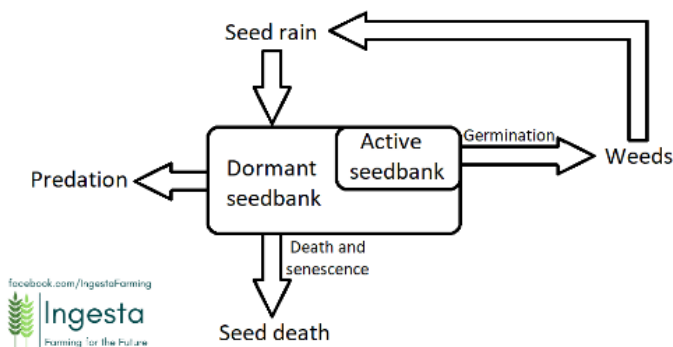 Seed rain
Active
seedbank
Germination
Weeds
Dormant
seedbank
Predation
Death and
senescence
Seed death
facebook.com/IngestaFarming
Ingesta
Farming for the Future